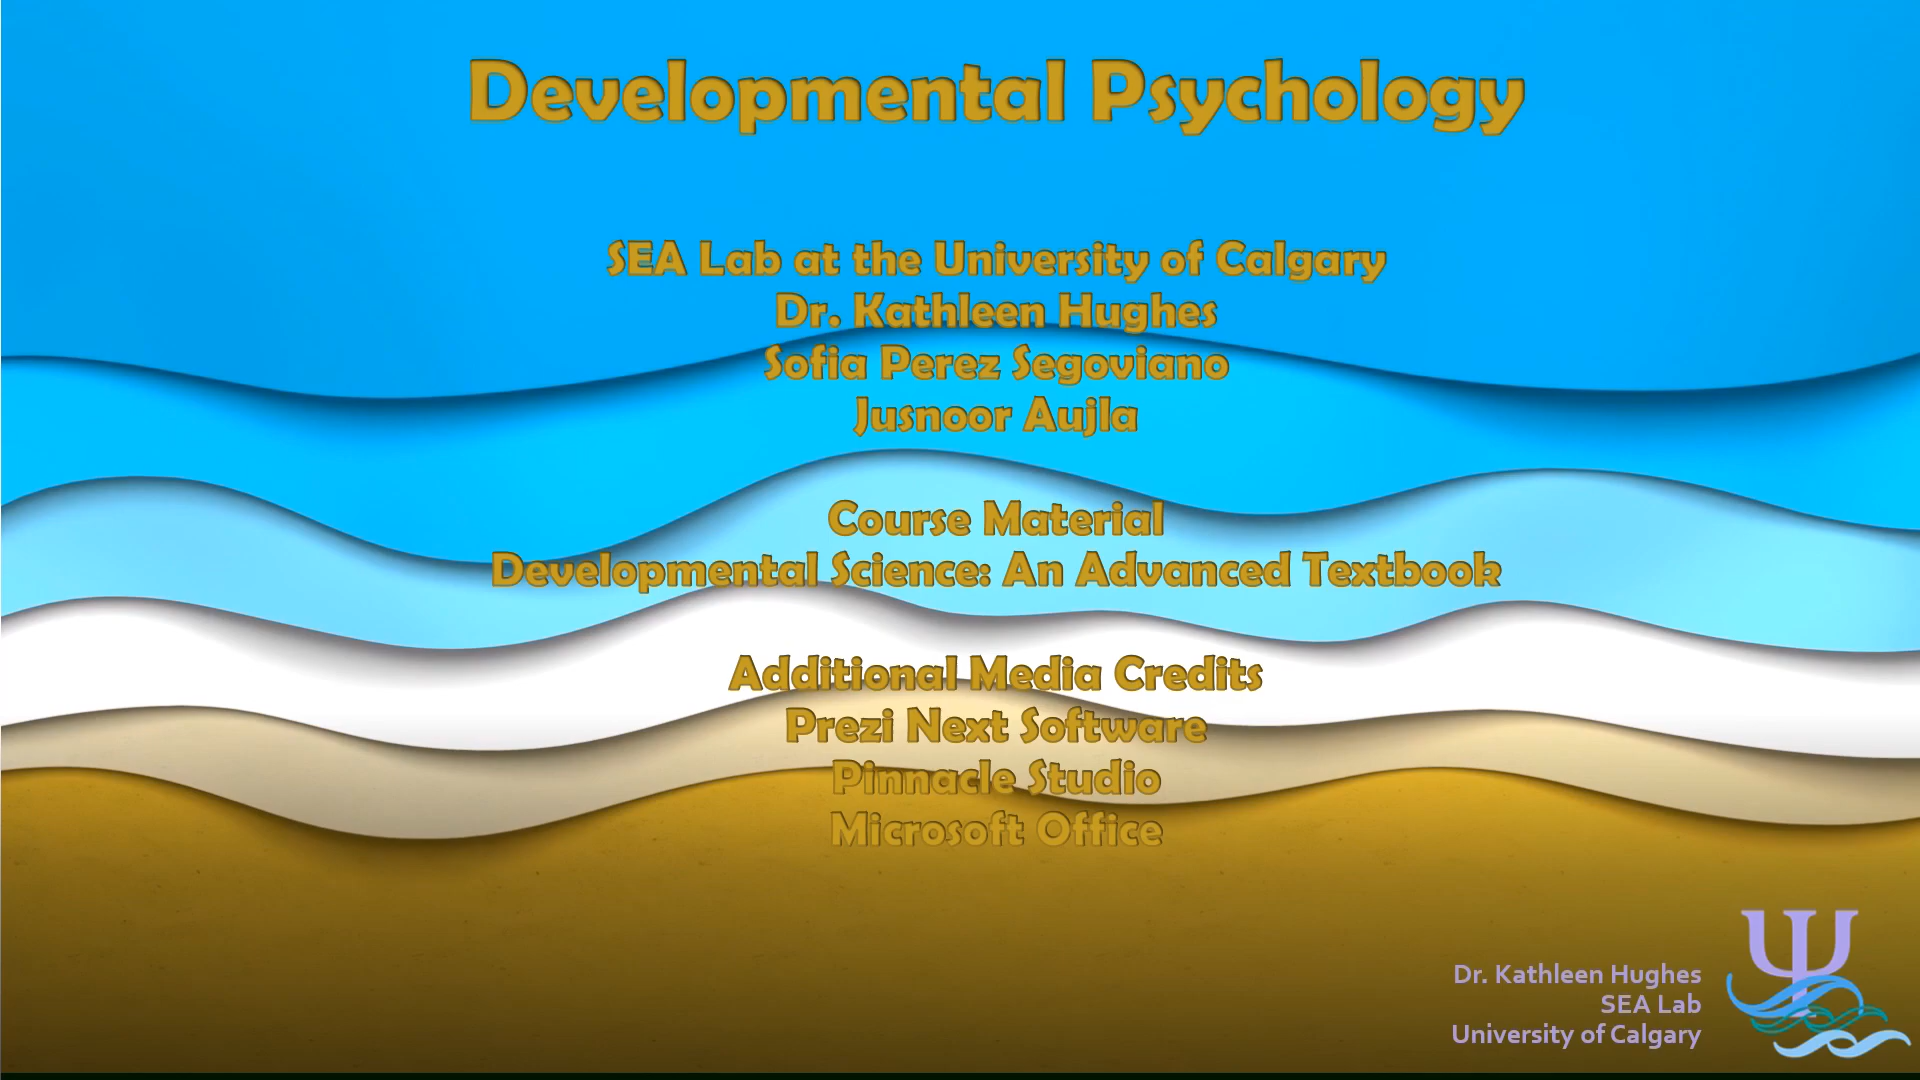 Developmental Psychology
SEA Lab at the University of Calgary
Dr. Kathleen Hughes
Sofia Perez Segoviano
Jusnoor Aujla
Course Material
Developmental Science: An Advanced Textbook
Additional Media Credits
Prezi Next Software
Pinnacle Studio
Microsoft Office
Dr. Kathleen Hughes
SEA Lab
University of Calgary